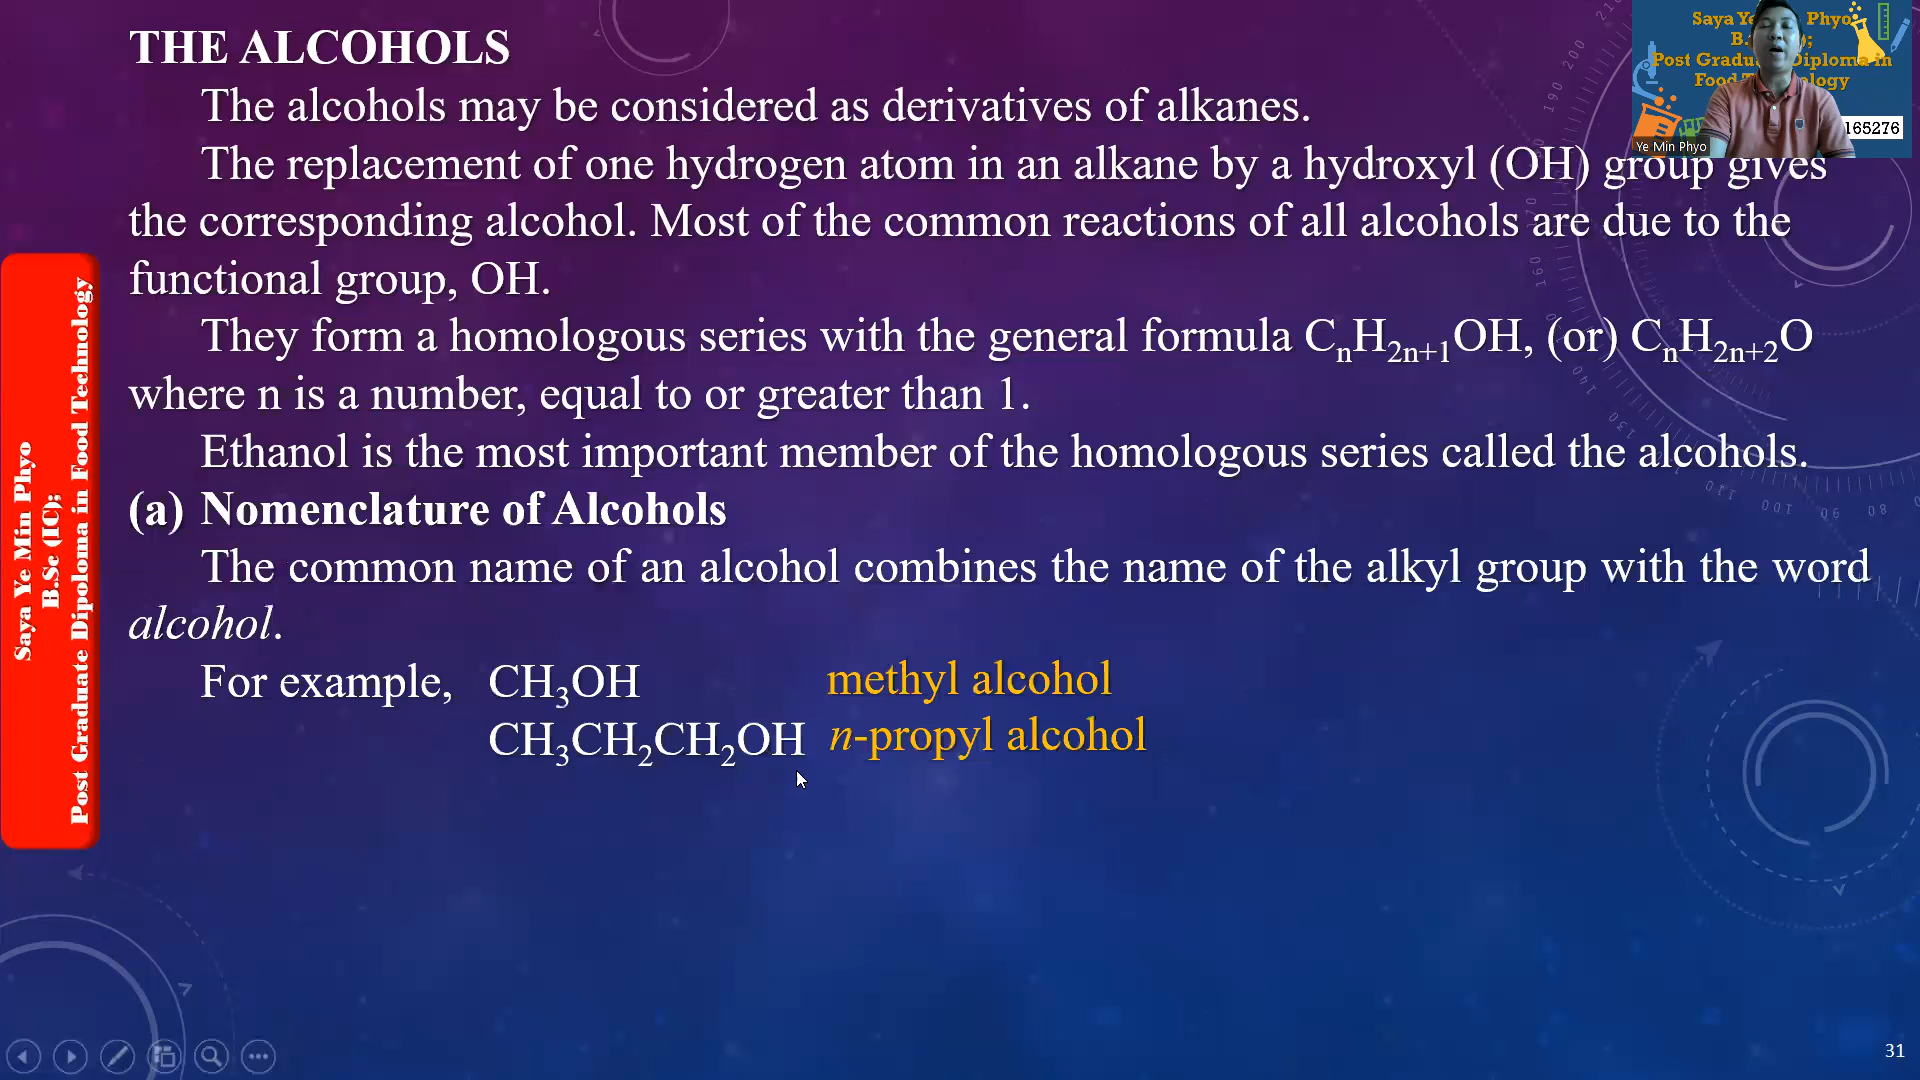 THE ALCOHOLS
The alcohols may be considered as derivatives of alkanes.
The replacement of one hydrogen atom in an alkane by a hydroxyl (OH) group gives
the corresponding alcohol. Most of the common reactions of all alcohols are due to the
functional group, OH.
They form a homologous series with the general formula CₙH₂ₙ₊₁OH, (or) CₙH₂ₙ₊₂O
where n is a number, equal to or greater than 1.
Ethanol is the most important member of the homologous series called the alcohols.
(a) Nomenclature of Alcohols
The common name of an alcohol combines the name of the alkyl group with the word
alcohol.
For example, CH₃OH methyl alcohol
CH₃CH₂CH₂OH n-propyl alcohol
Saya Ye Min Phyo
B.Sc (IC);
Post Graduate Dipoloma in Food Technology
Saya Ye Phyo
Post in
Food
165276
Ye Min Phyo
31